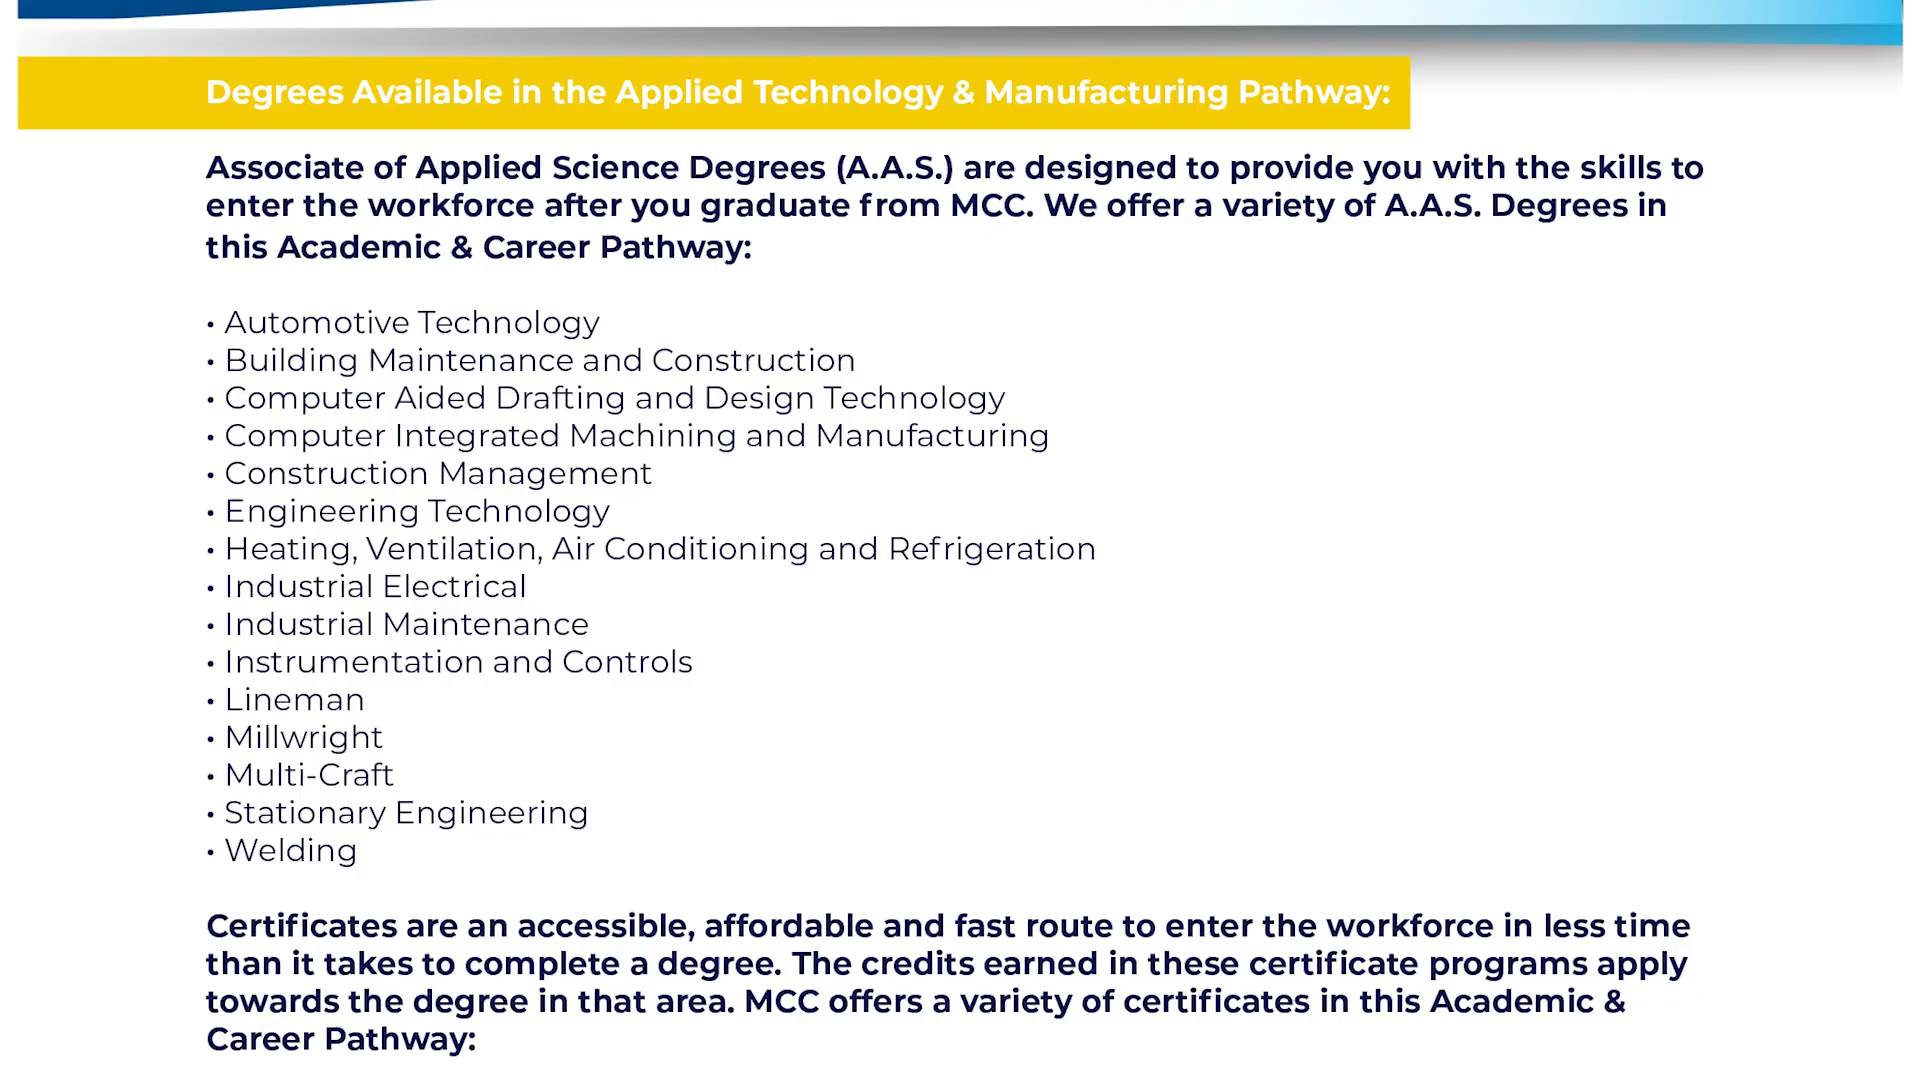 Degrees Available in the Applied Technology & Manufacturing Pathway:
Associate of Applied Science Degrees (A.A.S.) are designed to provide you with the skills to
enter the workforce after you graduate from MCC. We offer a variety of A.A.S. Degrees in
this Academic & Career Pathway:
• Automotive Technology
• Building Maintenance and Construction
• Computer Aided Drafting and Design Technology
• Computer Integrated Machining and Manufacturing
• Construction Management
• Engineering Technology
• Heating, Ventilation, Air Conditioning and Refrigeration
• Industrial Electrical
• Industrial Maintenance
• Instrumentation and Controls
• Lineman
• Millwright
• Multi-Craft
• Stationary Engineering
• Welding
Certificates are an accessible, affordable and fast route to enter the workforce in less time
than it takes to complete a degree. The credits earned in these certificate programs apply
towards the degree in that area. MCC offers a variety of certificates in this Academic &
Career Pathway: